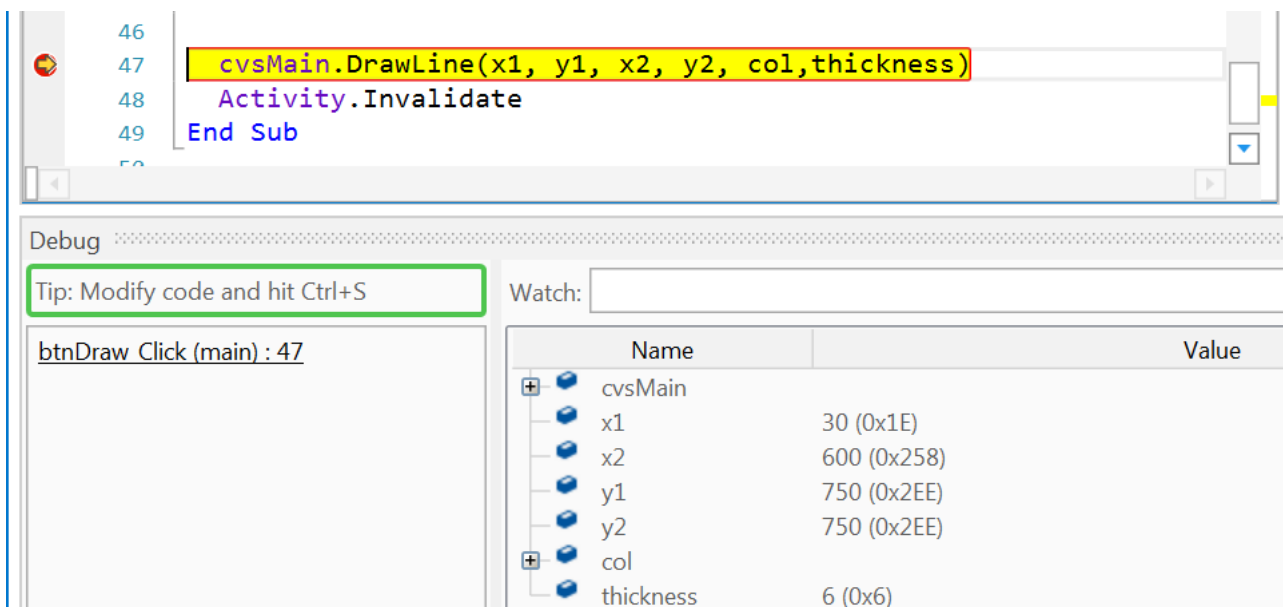 46
47 cvsMain.DrawLine(x1, y1, x2, y2, col,thickness)
48 Activity.Invalidate
49 End Sub
50
Debug
Tip: Modify code and hit Ctrl+S
btnDraw_Click (main) : 47
Watch:
Name Value
cvsMain
x1 30 (0x1E)
x2 600 (0x258)
y1 750 (0x2EE)
y2 750 (0x2EE)
col
thickness 6 (0x6)